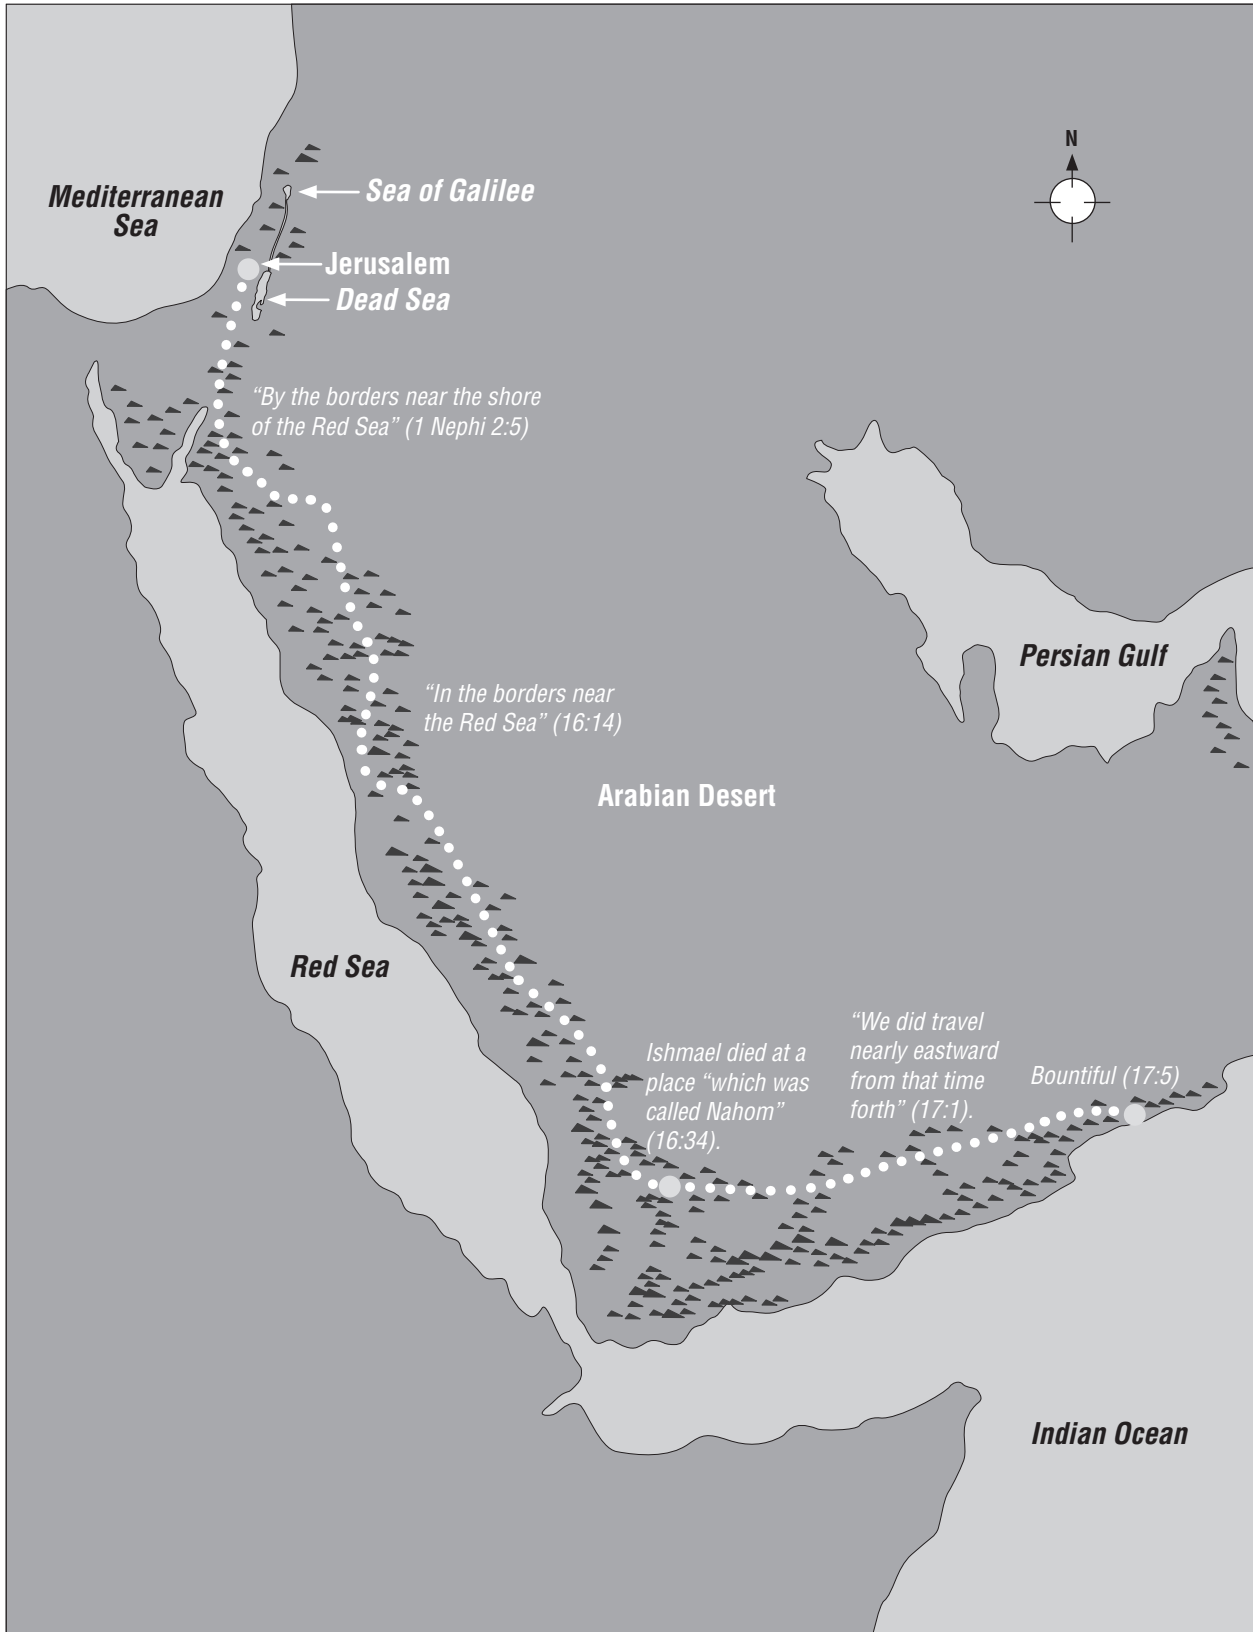 N
Mediterranean
Sea
Sea of Galilee
Jerusalem
Dead Sea
“By the borders near the shore
of the Red Sea” (1 Nephi 2:5)
Persian Gulf
“In the borders near
the Red Sea” (16:14)
Arabian Desert
Red Sea
Ishmael died at a
place “which was
called Nahom”
(16:34).
“We did travel
nearly eastward
from that time
forth” (17:1).
Bountiful (17:5)
Indian Ocean